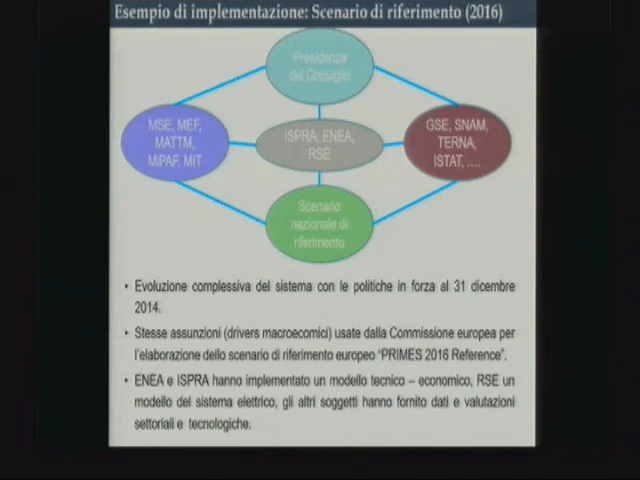 Esempio di implementazione: Scenario di riferimento (2016)
Presidenza
del Consiglio
MSE, MEF,
MATTM,
MiPAF, MIT
ISPRA, ENEA,
RSE
GSE, SNAM,
TERNA,
ISTAT, ....
Scenario
nazionale di
riferimento
• Evoluzione complessiva del sistema con le politiche in forza al 31 dicembre
2014.
• Stesse assunzioni (drivers macroecomici) usate dalla Commissione europea per
l'elaborazione dello scenario di riferimento europeo "PRIMES 2016 Reference".
• ENEA e ISPRA hanno implementato un modello tecnico – economico, RSE un
modello del sistema elettrico, gli altri soggetti hanno fornito dati e valutazioni
settoriali e tecnologiche.